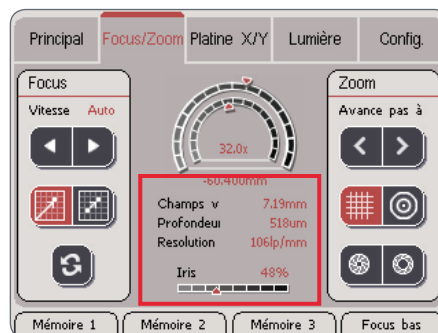 Principal Focus/Zoom Platine X/Y Lumière Config.
Focus
Vitesse Auto
32.0x
-60.400mm
Champs v 7.19mm
Profondeur 518um
Resolution 106lp/mm
Iris 48%
Zoom
Avance pas à
Mémoire 1 Mémoire 2 Mémoire 3 Focus bas